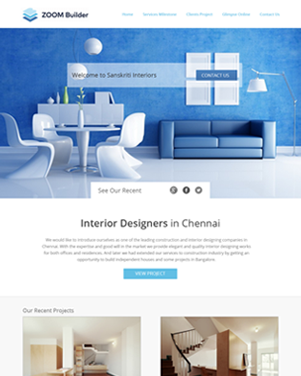 ZOOM Builder
Home Services Milestone Clients Project Glimpse Online Contact Us
Welcome to Sanskriti Interiors
CONTACT US
See Our Recent
Interior Designers in Chennai
We would like to introduce ourselves as one of the leading construction and interior designing companies in
Chennai. With the expertise and good will in the market we provide elegant and quality interior designing works
for both offices and residences. And later we had extended our services to construction industry by getting an
opportunity to build independent houses and some projects in Bangalore.
VIEW PROJECT
Our Recent Projects